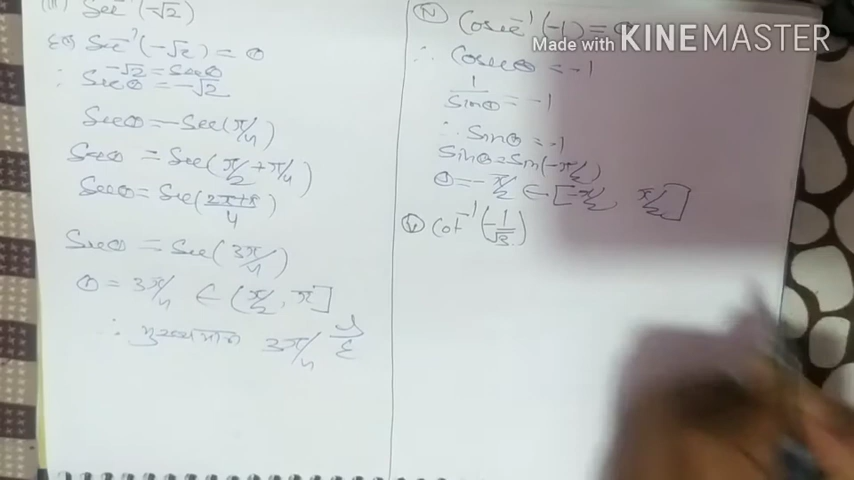 (iii) Sec⁻¹(-√2)
Sec⁻¹(-√2) = θ
-√2 = Secθ
∴ Secθ = -√2
Secθ = -Sec(π/4)
Secθ = Sec(π/2 + π/4)
Secθ = Sec(2π+π/4)
Secθ = Sec(3π/4)
θ = 3π/4 ∈ (π/2, π]
∴ मुख्यमान 3π/4
(iv) Cosec⁻¹(-1) = θ
Made with KINEMASTER
∴ Cosecθ = -1
1/Sinθ = -1
∴ Sinθ = -1
Sinθ = Sin(-π/2)
θ = -π/2 ∈ [-π/2, π/2]
(v) Cot⁻¹(-1/√3)